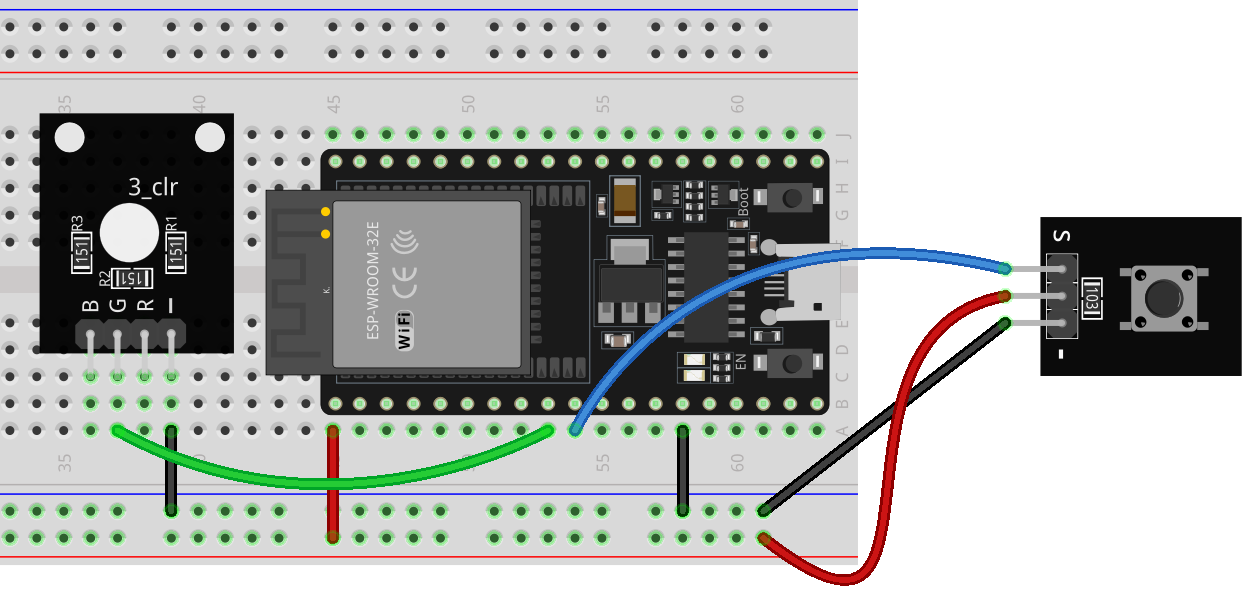 35
40
45
50
55
60
J
I
H
G
F
3_clr
R3
151
R1
151
R2
151
B
G
R
ESP-WROOM-32E
CE
WiFi
K.
Boot
EN
E
D
C
B
A
35
55
60
S
103
-